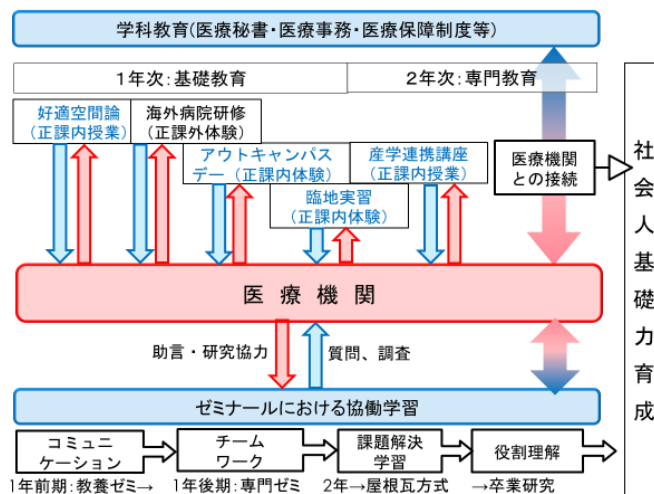 学科教育(医療秘書・医療事務・医療保障制度等)
1年次:基礎教育
2年次:専門教育
好適空間論
(正課内授業)
海外病院研修
(正課外体験)
アウトキャンパス
デー(正課内体験)
産学連携講座
(正課内授業)
臨地実習
(正課内体験)
医療機関
との接続
社会人基礎力育成
医療機関
助言・研究協力
質問、調査
ゼミナールにおける協働学習
コミュニ
ケーション
チーム
ワーク
課題解決
学習
役割理解
1年前期:教養ゼミ→
1年後期:専門ゼミ
2年→屋根瓦方式
→卒業研究